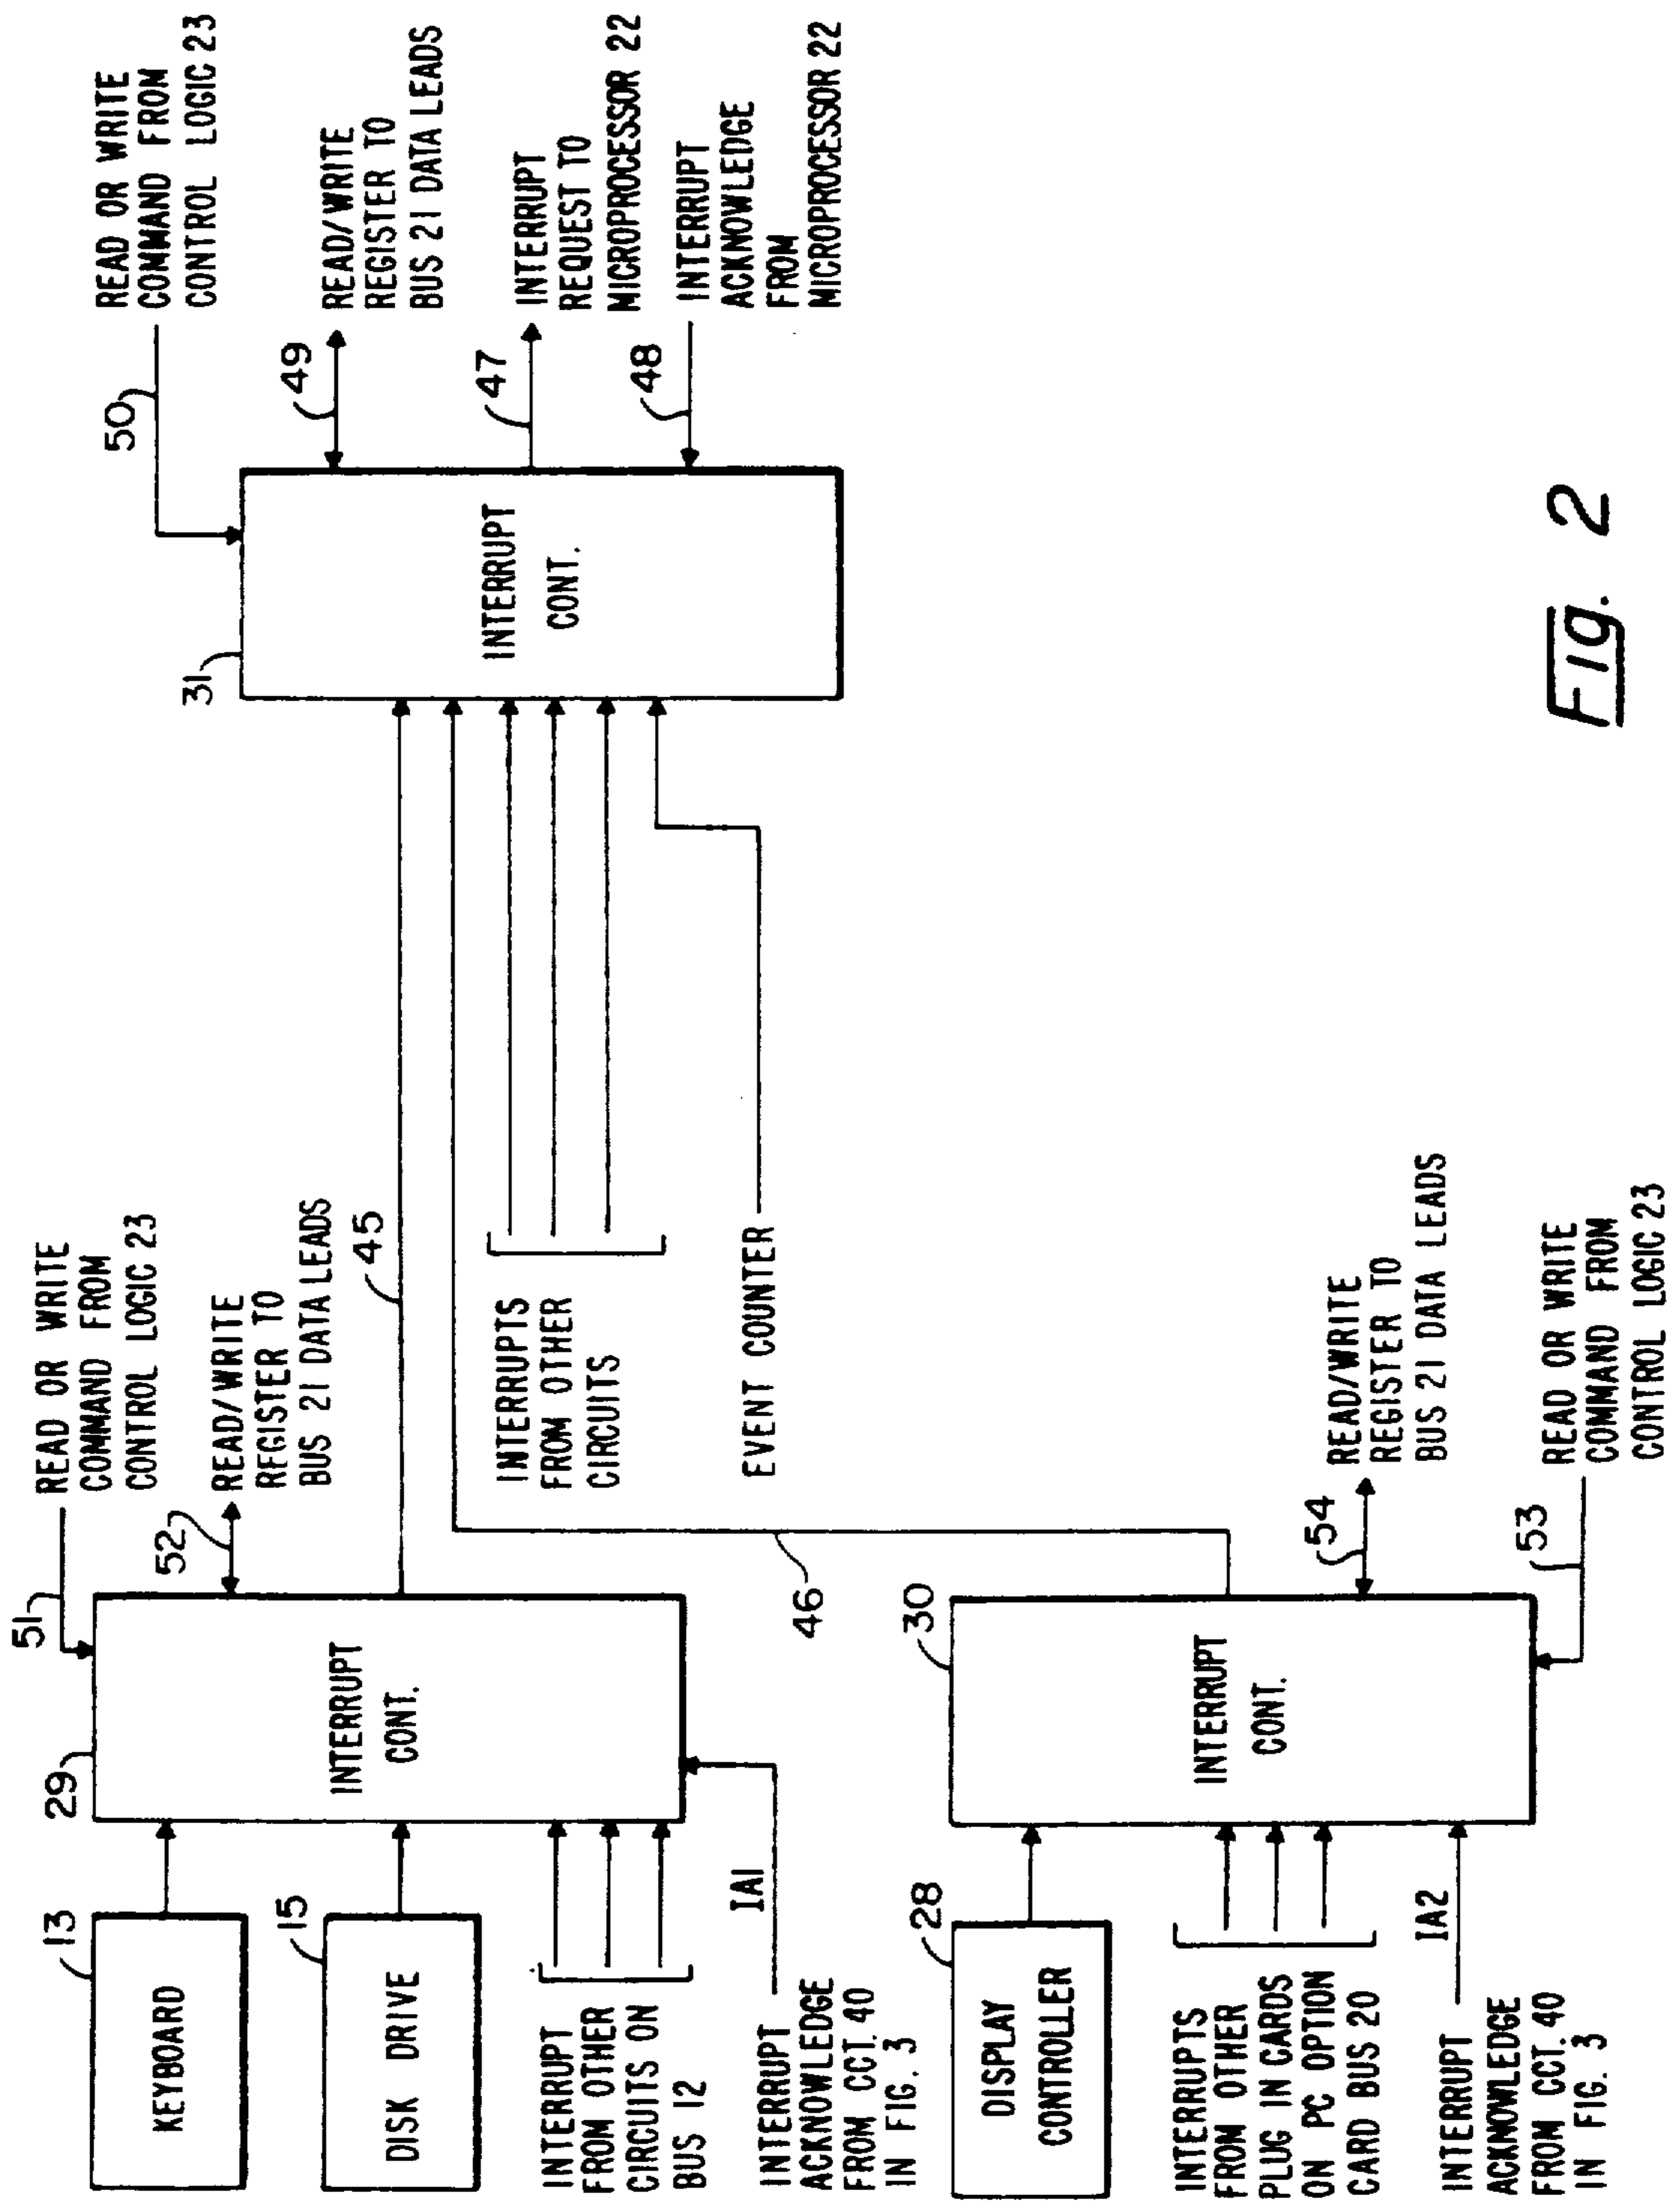 READ OR WRITE
COMMAND FROM
CONTROL LOGIC 23
51
29
52
READ/WRITE
REGISTER TO
BUS 21 DATA LEADS
13
KEYBOARD
15
DISK DRIVE
INTERRUPT
CONT.
45
INTERRUPT
FROM OTHER
CIRCUITS ON
BUS 12
IA1
INTERRUPT
ACKNOWLEDGE
FROM CCT. 40
IN FIG. 3
46
INTERRUPTS
FROM OTHER
CIRCUITS
EVENT COUNTER
READ OR WRITE
COMMAND FROM
CONTROL LOGIC 23
50
31
INTERRUPT
CONT.
49
READ/WRITE
REGISTER TO
BUS 21 DATA LEADS
47
INTERRUPT
REQUEST TO
MICROPROCESSOR 22
48
INTERRUPT
ACKNOWLEDGE
FROM
MICROPROCESSOR 22
28
DISPLAY
CONTROLLER
30
INTERRUPT
CONT.
INTERRUPTS
FROM OTHER
PLUG IN CARDS
ON PC OPTION
CARD BUS 20
IA2
INTERRUPT
ACKNOWLEDGE
FROM CCT. 40
IN FIG. 3
54
READ/WRITE
REGISTER TO
BUS 21 DATA LEADS
53
READ OR WRITE
COMMAND FROM
CONTROL LOGIC 23
Fig. 2